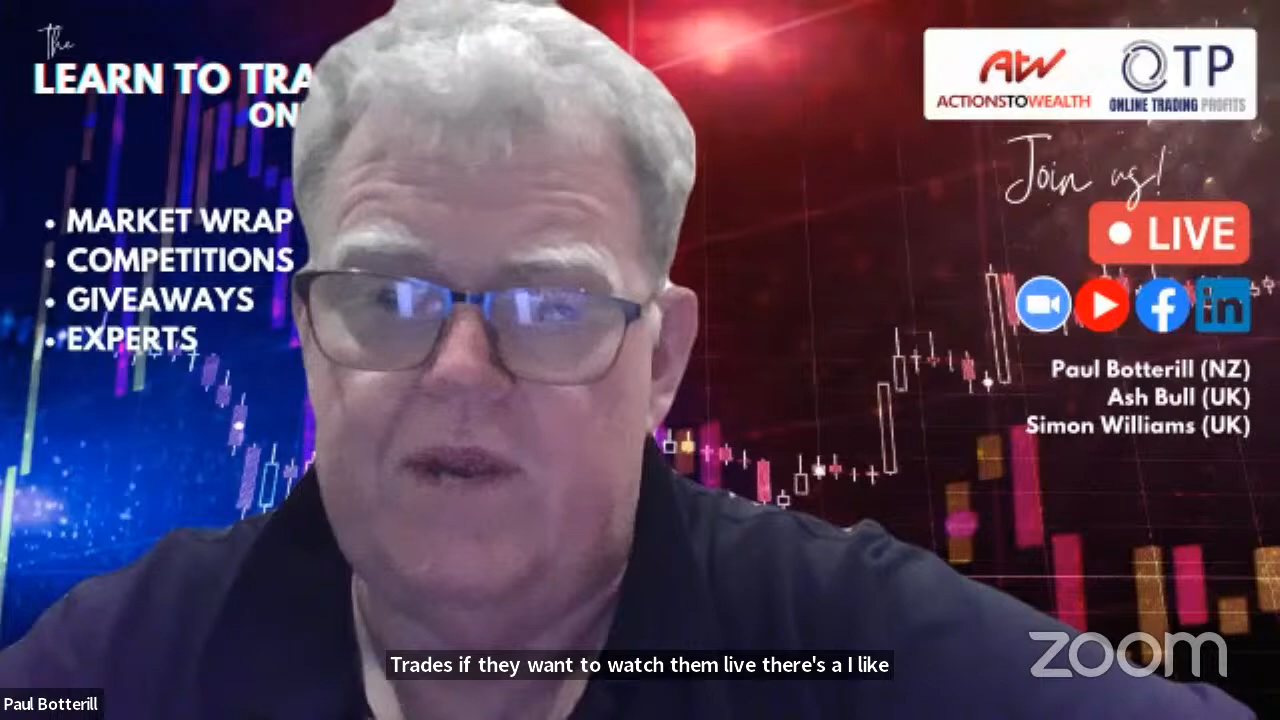 The
LEARN TO TRA
ON
MARKET WRAP
COMPETITIONS
GIVEAWAYS
EXPERTS
ATW
ACTIONSTOWEALTH
OTP
ONLINE TRADING PROFITS
Join us!
LIVE
in
Paul Botterill (NZ)
Ash Bull (UK)
Simon Williams (UK)
Trades if they want to watch them live there's a I like
zoom
Paul Botterill